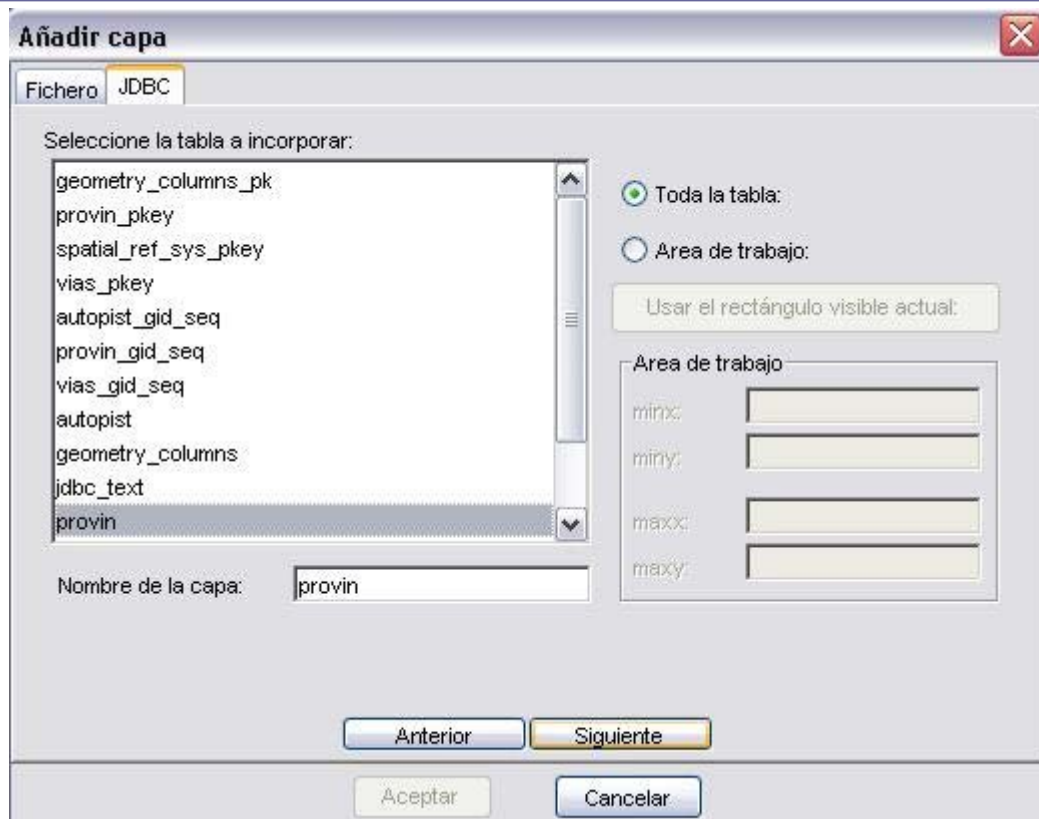 Añadir capa
Fichero
JDBC
Seleccione la tabla a incorporar:
geometry_columns_pk
provin_pkey
spatial_ref_sys_pkey
vias_pkey
autopist_gid_seq
provin_gid_seq
vias_gid_seq
autopist
geometry_columns
jdbc_text
provin
Nombre de la capa:
provin
Toda la tabla:
Area de trabajo:
Usar el rectángulo visible actual:
Area de trabajo
minx:
miny:
maxx:
maxy:
Anterior
Siguiente
Aceptar
Cancelar